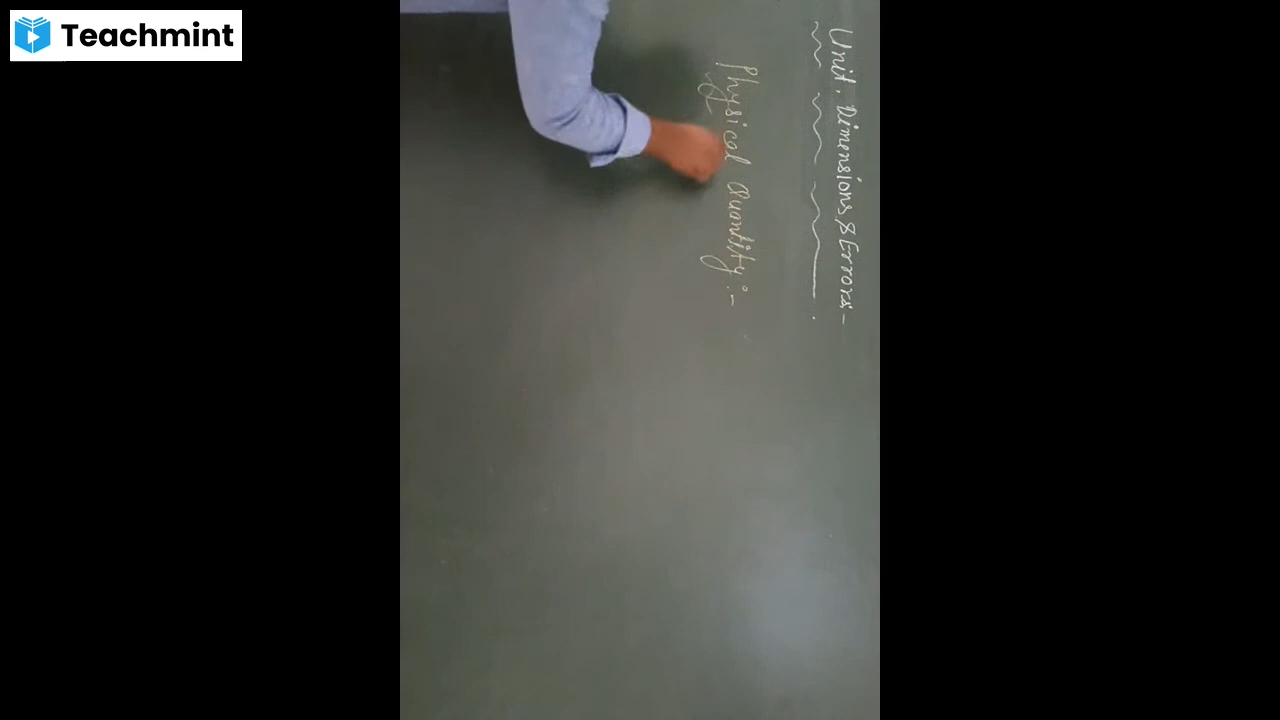 Teachmint
Unit, Dimensions & Errors:-
Physical Quantity :-